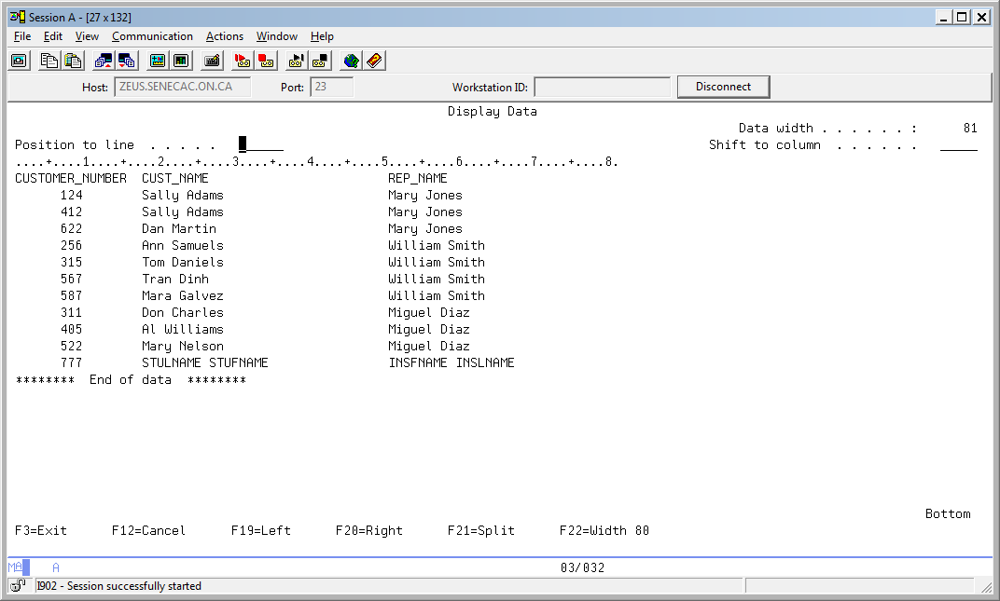 Session A - [27 x 132]
File Edit View Communication Actions Window Help
Host: ZEUS.SENECAC.ON.CA Port: 23 Workstation ID: Disconnect
Display Data
Data width . . . . . . : 81
Position to line . . . . . Shift to column . . . . . .
....+....1....+....2....+....3....+....4....+....5....+....6....+....7....+....8.
CUSTOMER_NUMBER CUST_NAME REP_NAME
124 Sally Adams Mary Jones
412 Sally Adams Mary Jones
622 Dan Martin Mary Jones
256 Ann Samuels William Smith
315 Tom Daniels William Smith
567 Tran Dinh William Smith
587 Mara Galvez William Smith
311 Don Charles Miguel Diaz
405 Al Williams Miguel Diaz
522 Mary Nelson Miguel Diaz
777 STULNAME STUFNAME INSFNAME INSLNAME
******** End of data ********
Bottom
F3=Exit F12=Cancel F19=Left F20=Right F21=Split F22=Width 80
MA A 03/032
I902 - Session successfully started